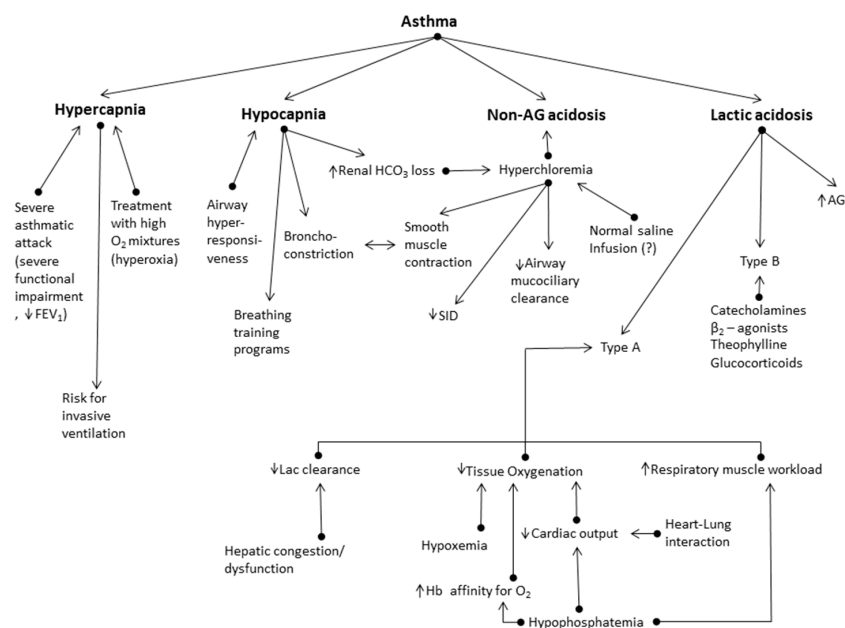 Asthma
Hypercapnia
Hypocapnia
Non-AG acidosis
Lactic acidosis
↑Renal HCO₃ loss
Hyperchloremia
↑AG
Severe
asthmatic
attack
(severe
functional
impairment
, ↓FEV₁)
Treatment
with high
O₂ mixtures
(hyperoxia)
Airway
hyper-
responsi-
veness
Broncho-
constriction
Smooth
muscle
contraction
Normal saline
Infusion (?)
↓Airway
mucociliary
clearance
Type B
↓SID
Breathing
training
programs
Catecholamines
β₂ – agonists
Theophylline
Glucocorticoids
Type A
Risk for
invasive
ventilation
↓Lac clearance
↓Tissue Oxygenation
↑Respiratory muscle workload
Hepatic congestion/
dysfunction
Hypoxemia
↓Cardiac output
Heart-Lung
interaction
↑Hb affinity for O₂
Hypophosphatemia